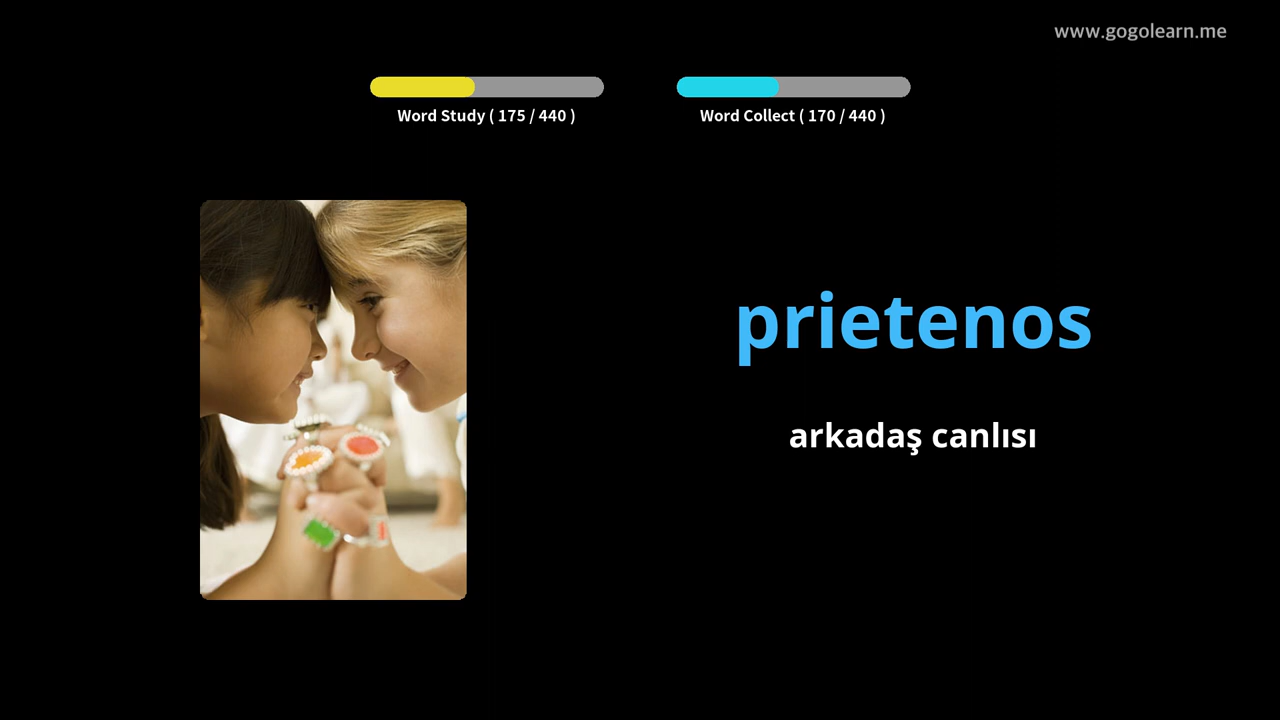 www.gogolearn.me
Word Study ( 175 / 440 )
Word Collect ( 170 / 440 )
prietenos
arkadaş canlısı